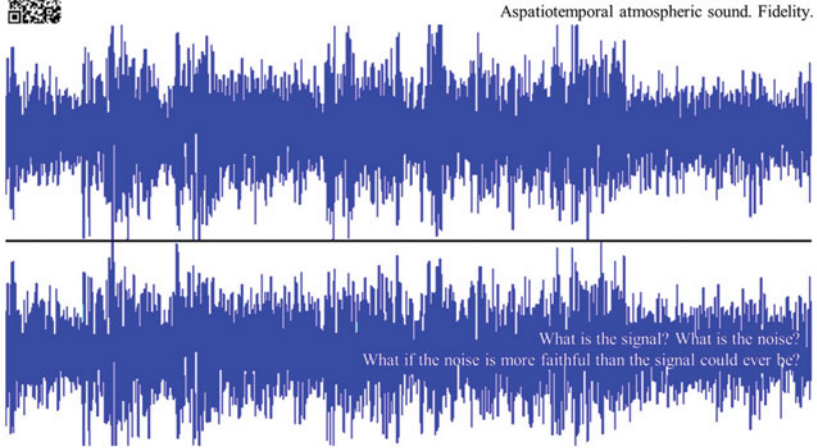 Aspatiotemporal atmospheric sound. Fidelity.
What is the signal? What is the noise?
What if the noise is more faithful than the signal could ever be?